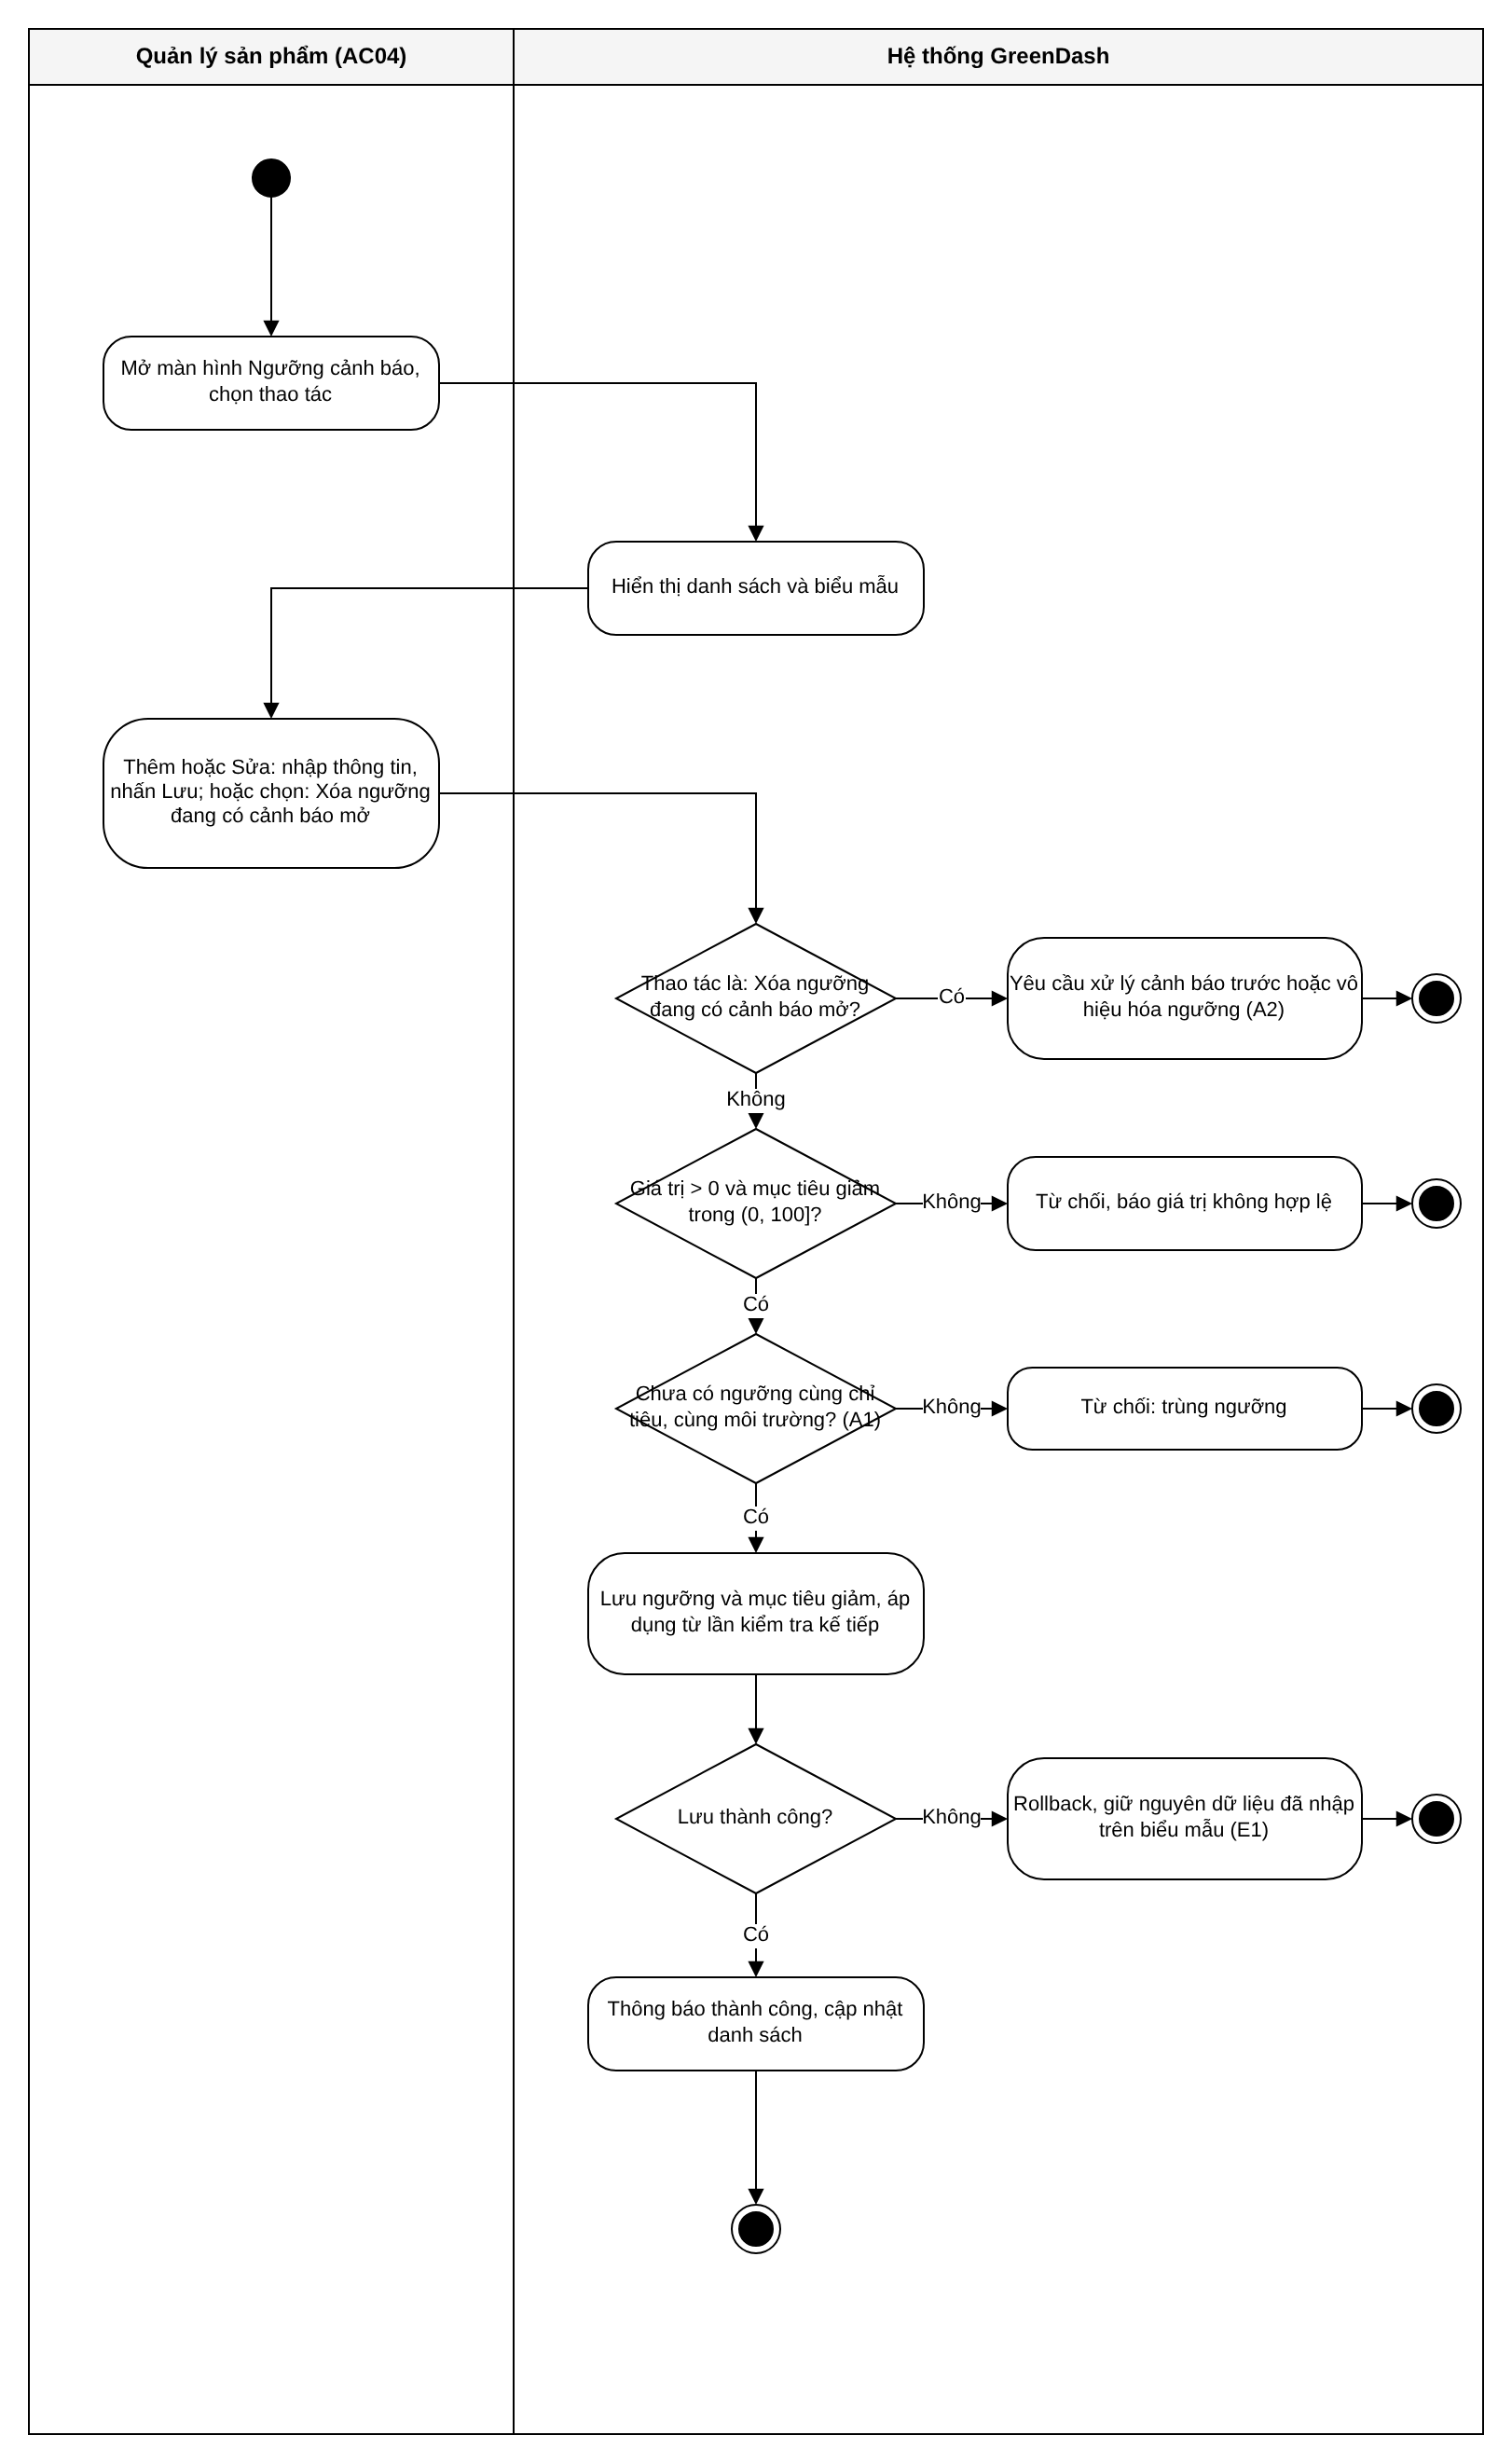 Quản lý sản phẩm (AC04)
Hệ thống GreenDash
Mở màn hình Ngưỡng cảnh báo,
chọn thao tác
Hiển thị danh sách và biểu mẫu
Thêm hoặc Sửa: nhập thông tin,
nhấn Lưu; hoặc chọn: Xóa ngưỡng
đang có cảnh báo mở
Thao tác là: Xóa ngưỡng
đang có cảnh báo mở?
Có
Yêu cầu xử lý cảnh báo trước hoặc vô
hiệu hóa ngưỡng (A2)
Không
Giá trị > 0 và mục tiêu giảm
trong (0, 100]?
Không
Từ chối, báo giá trị không hợp lệ
Có
Chưa có ngưỡng cùng chỉ
tiêu, cùng môi trường? (A1)
Không
Từ chối: trùng ngưỡng
Có
Lưu ngưỡng và mục tiêu giảm, áp
dụng từ lần kiểm tra kế tiếp
Lưu thành công?
Không
Rollback, giữ nguyên dữ liệu đã nhập
trên biểu mẫu (E1)
Có
Thông báo thành công, cập nhật
danh sách